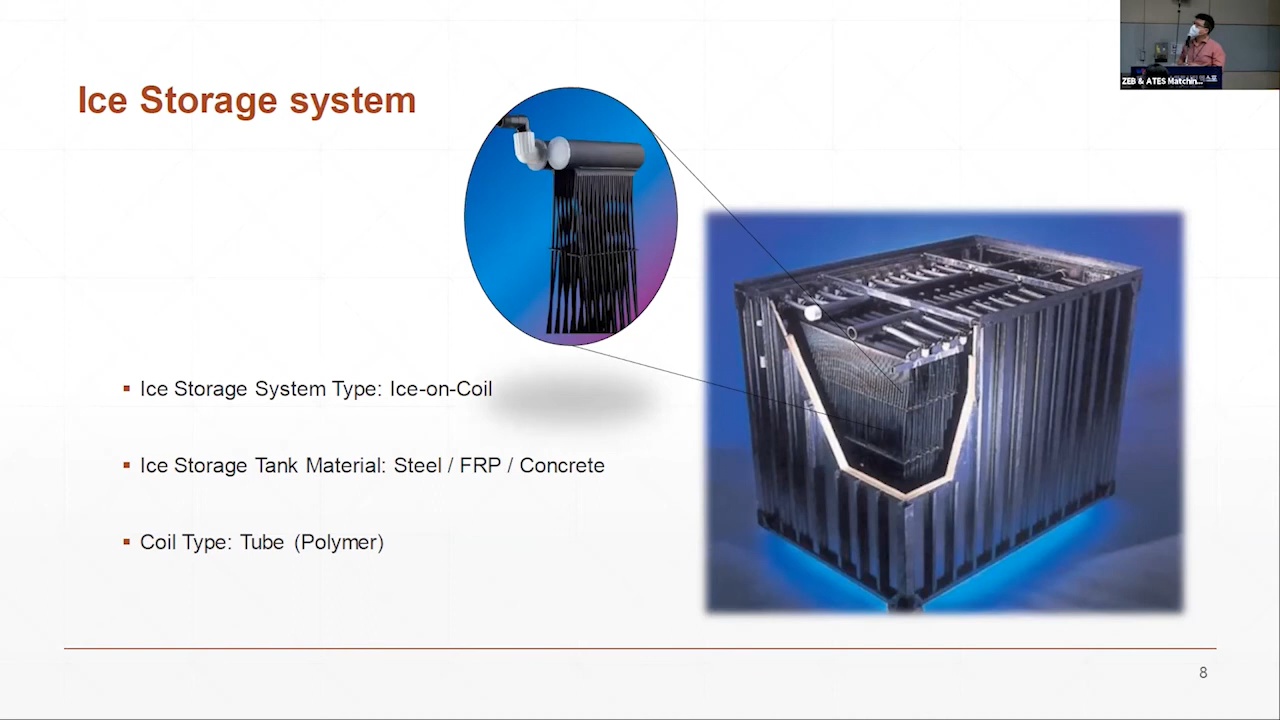 Ice Storage system
ZEB & ATES Matchin...
▪ Ice Storage System Type: Ice-on-Coil
▪ Ice Storage Tank Material: Steel / FRP / Concrete
▪ Coil Type: Tube (Polymer)
8